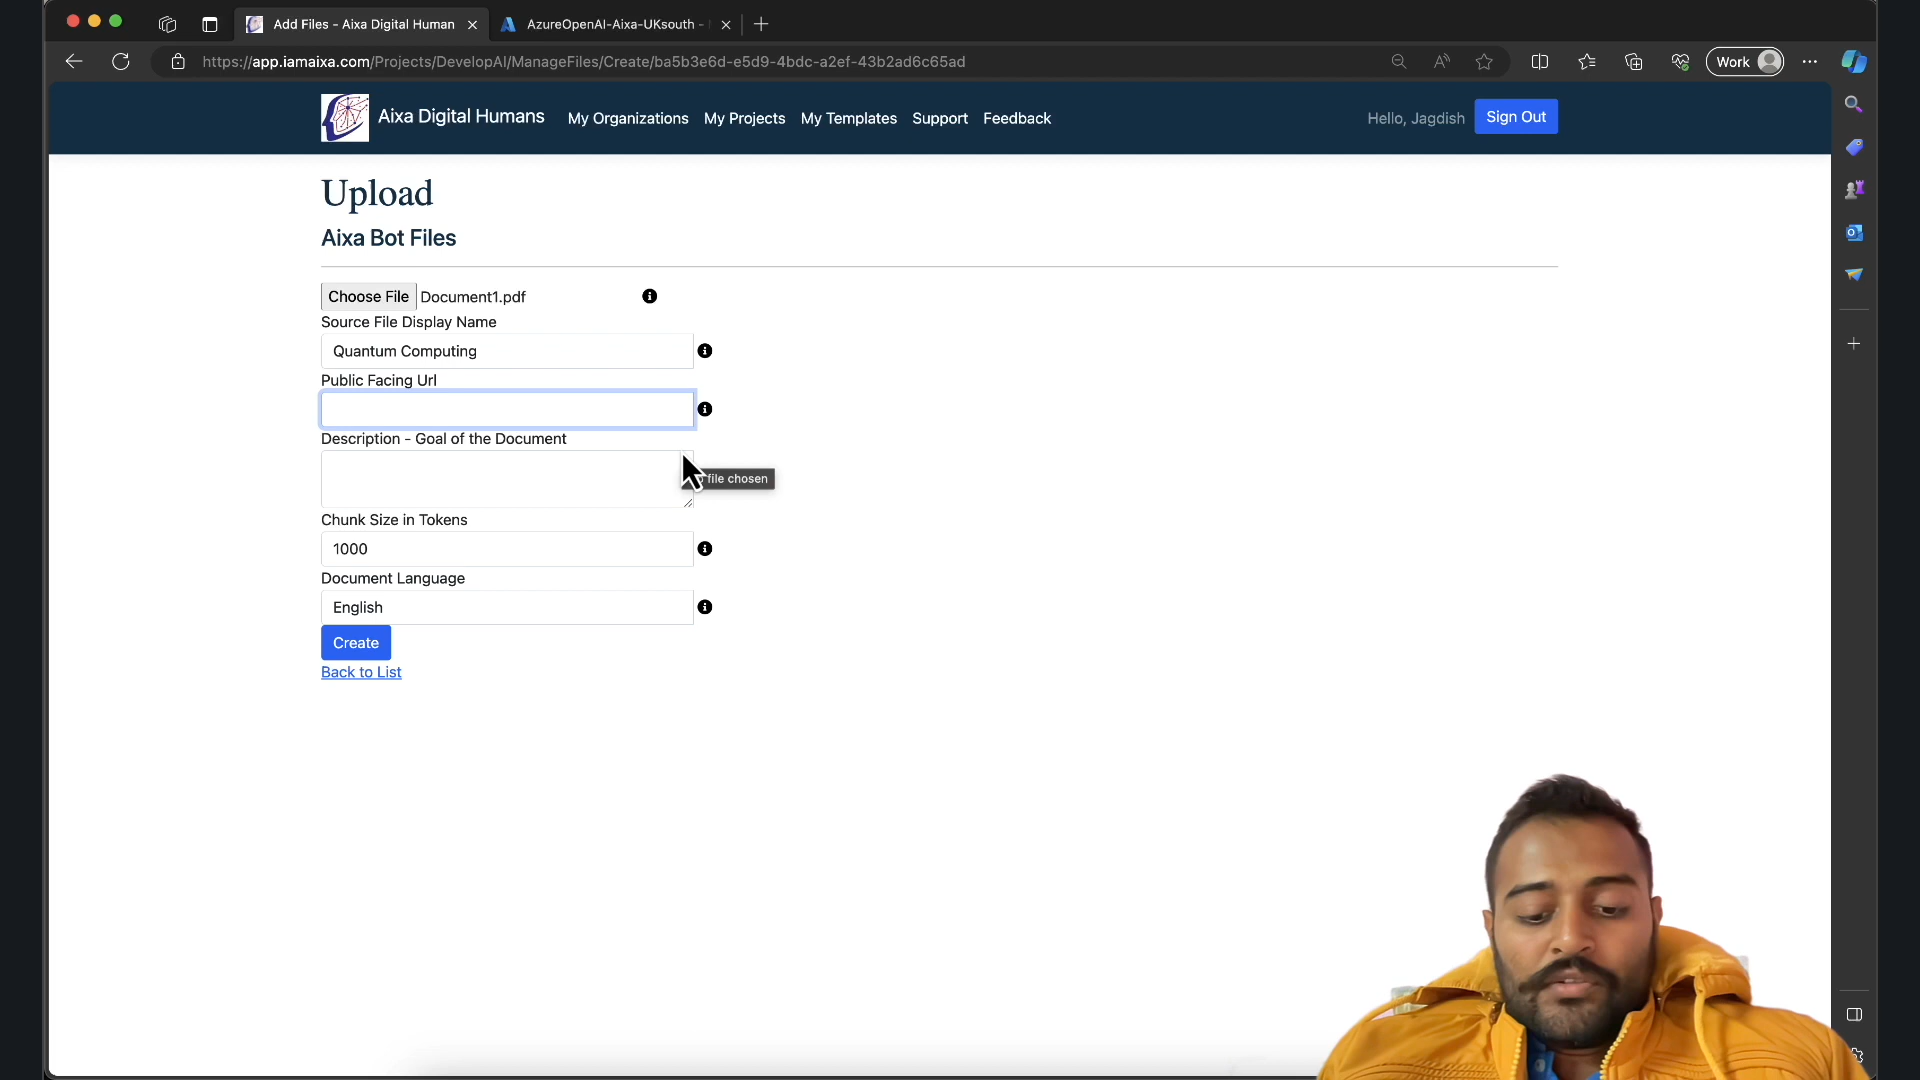 Add Files - Aixa Digital Human
AzureOpenAI-Aixa-UKsouth -
https://app.iamaixa.com/Projects/DevelopAI/ManageFiles/Create/ba5b3e6d-e5d9-4bdc-a2ef-43b2ad6c65ad
Work
Aixa Digital Humans
My Organizations
My Projects
My Templates
Support
Feedback
Hello, Jagdish
Sign Out
Upload
Aixa Bot Files
Choose File Document1.pdf
Source File Display Name
Quantum Computing
Public Facing Url
Description - Goal of the Document
file chosen
Chunk Size in Tokens
1000
Document Language
English
Create
Back to List